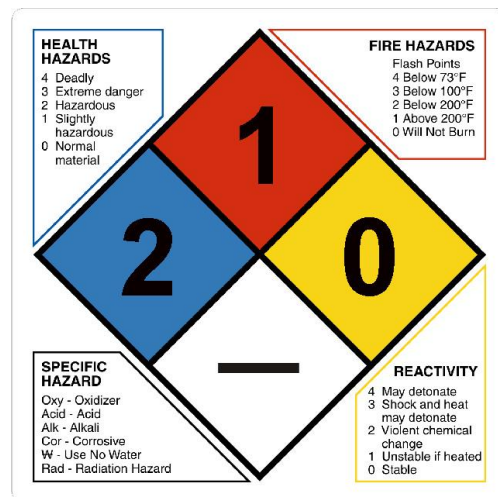 HEALTH
HAZARDS
4 Deadly
3 Extreme danger
2 Hazardous
1 Slightly
hazardous
0 Normal
material
FIRE HAZARDS
Flash Points
4 Below 73°F
3 Below 100°F
2 Below 200°F
1 Above 200°F
0 Will Not Burn
1
2
0
—
SPECIFIC
HAZARD
Oxy - Oxidizer
Acid - Acid
Alk - Alkali
Cor - Corrosive
W̶ - Use No Water
Rad - Radiation Hazard
REACTIVITY
4 May detonate
3 Shock and heat
may detonate
2 Violent chemical
change
1 Unstable if heated
0 Stable